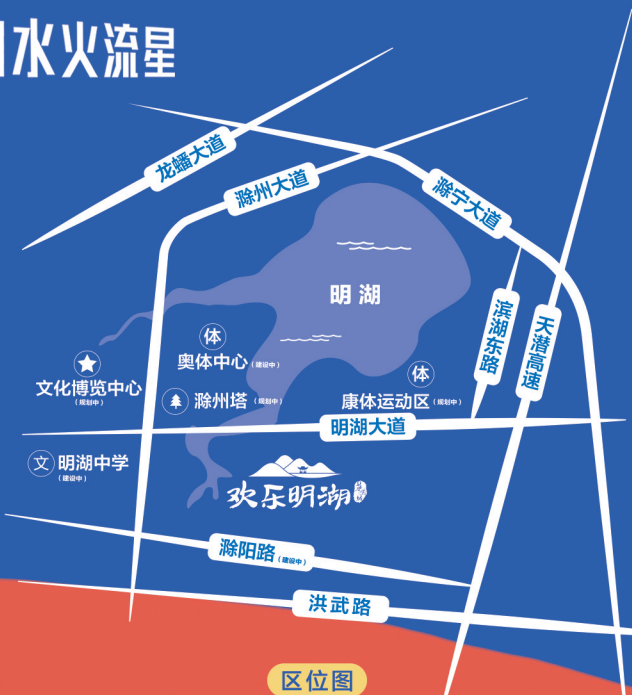 水火流星
龙蟠大道
滁州大道
滁宁大道
明湖
滨湖东路
天潜高速
体
奥体中心(建设中)
文化博览中心
(规划中)
体
康体运动区(规划中)
滁州塔(规划中)
明湖大道
文
明湖中学
(建设中)
欢乐明湖
滁阳路(建设中)
洪武路
区位图